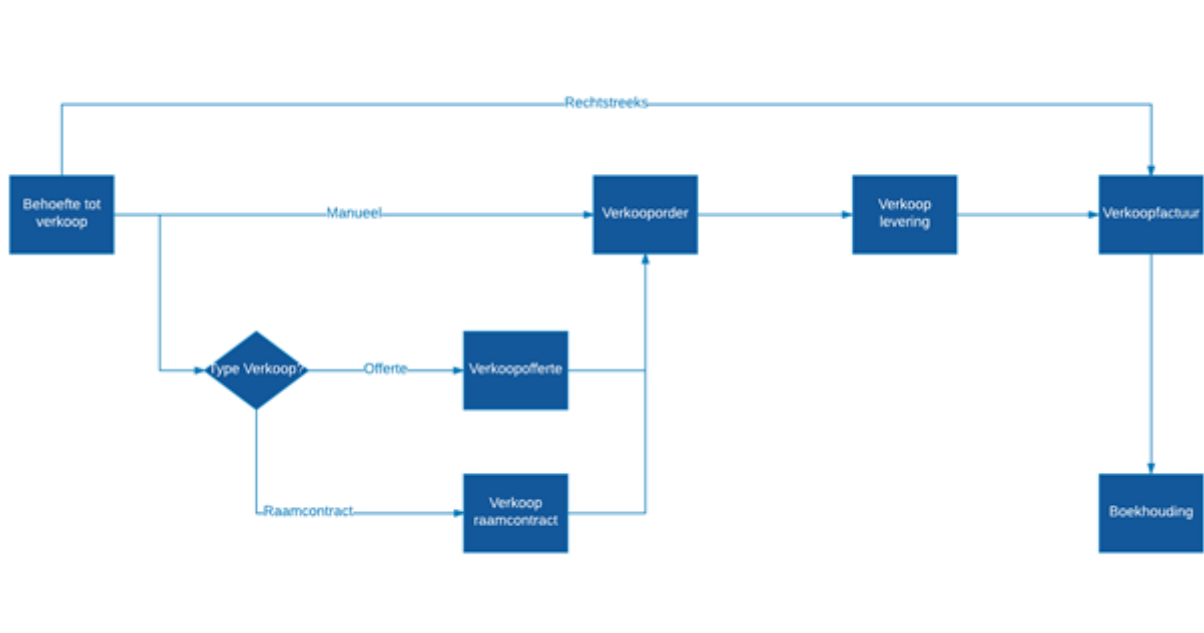 Rechtstreeks
Behoefte tot
verkoop
Manueel
Verkooporder
Verkoop
levering
Verkoopfactuur
Type Verkoop?
Offerte
Verkoopofferte
Raamcontract
Verkoop
raamcontract
Boekhouding